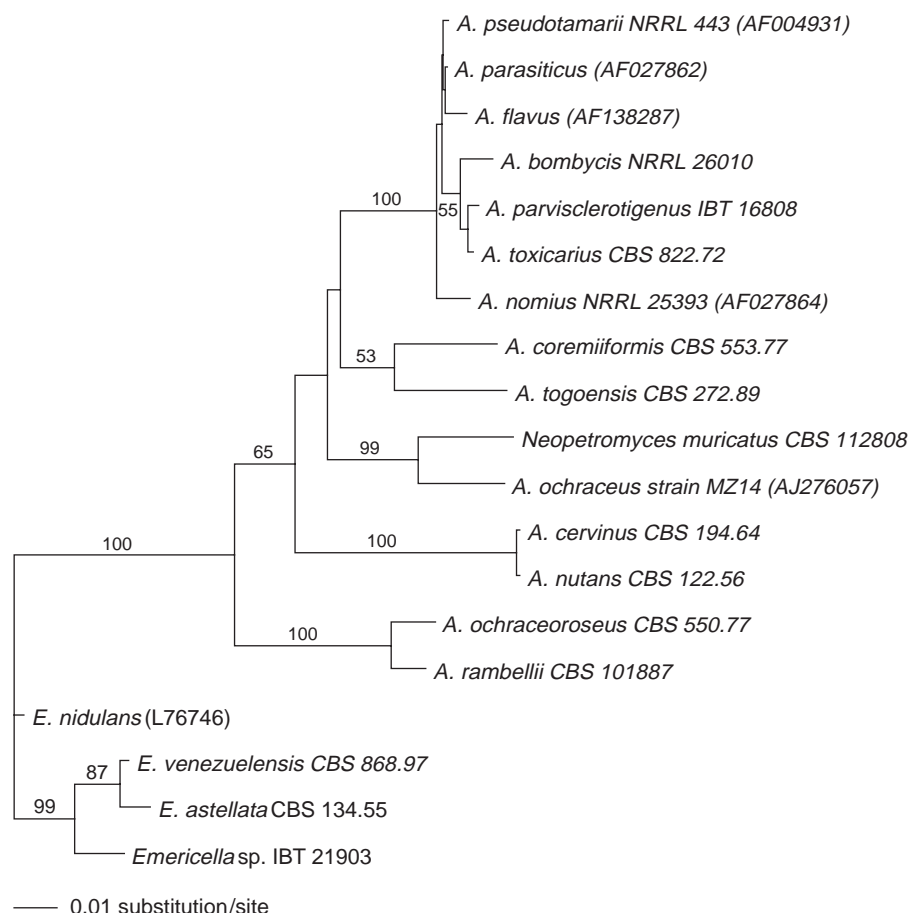 A. pseudotamarii NRRL 443 (AF004931)
A. parasiticus (AF027862)
A. flavus (AF138287)
A. bombycis NRRL 26010
100
55
A. parvisclerotigenus IBT 16808
A. toxicarius CBS 822.72
A. nomius NRRL 25393 (AF027864)
A. coremiiformis CBS 553.77
53
A. togoensis CBS 272.89
Neopetromyces muricatus CBS 112808
65
99
A. ochraceus strain MZ14 (AJ276057)
A. cervinus CBS 194.64
100
100
A. nutans CBS 122.56
A. ochraceoroseus CBS 550.77
100
A. rambellii CBS 101887
E. nidulans (L76746)
E. venezuelensis CBS 868.97
87
99
E. astellata CBS 134.55
Emericella sp. IBT 21903
0.01 substitution/site